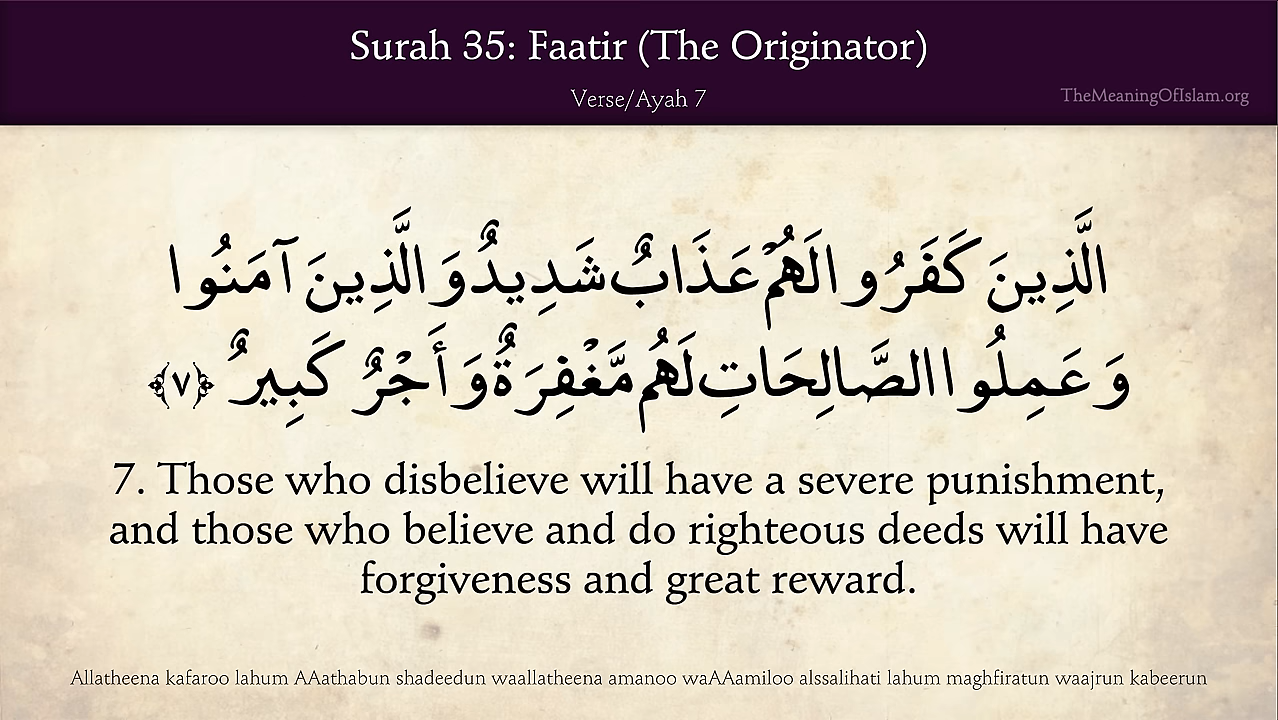 Surah 35: Faatir (The Originator)
Verse/Ayah 7
TheMeaningOfIslam.org
الَّذِينَ كَفَرُوا لَهُمْ عَذَابٌ شَدِيدٌ وَالَّذِينَ آمَنُوا
وَعَمِلُوا الصَّالِحَاتِ لَهُم مَّغْفِرَةٌ وَأَجْرٌ كَبِيرٌ ﴿٧﴾
7. Those who disbelieve will have a severe punishment,
and those who believe and do righteous deeds will have
forgiveness and great reward.
Allatheena kafaroo lahum AAathabun shadeedun waallatheena amanoo waAAamiloo alssalihati lahum maghfiratun waajrun kabeerun